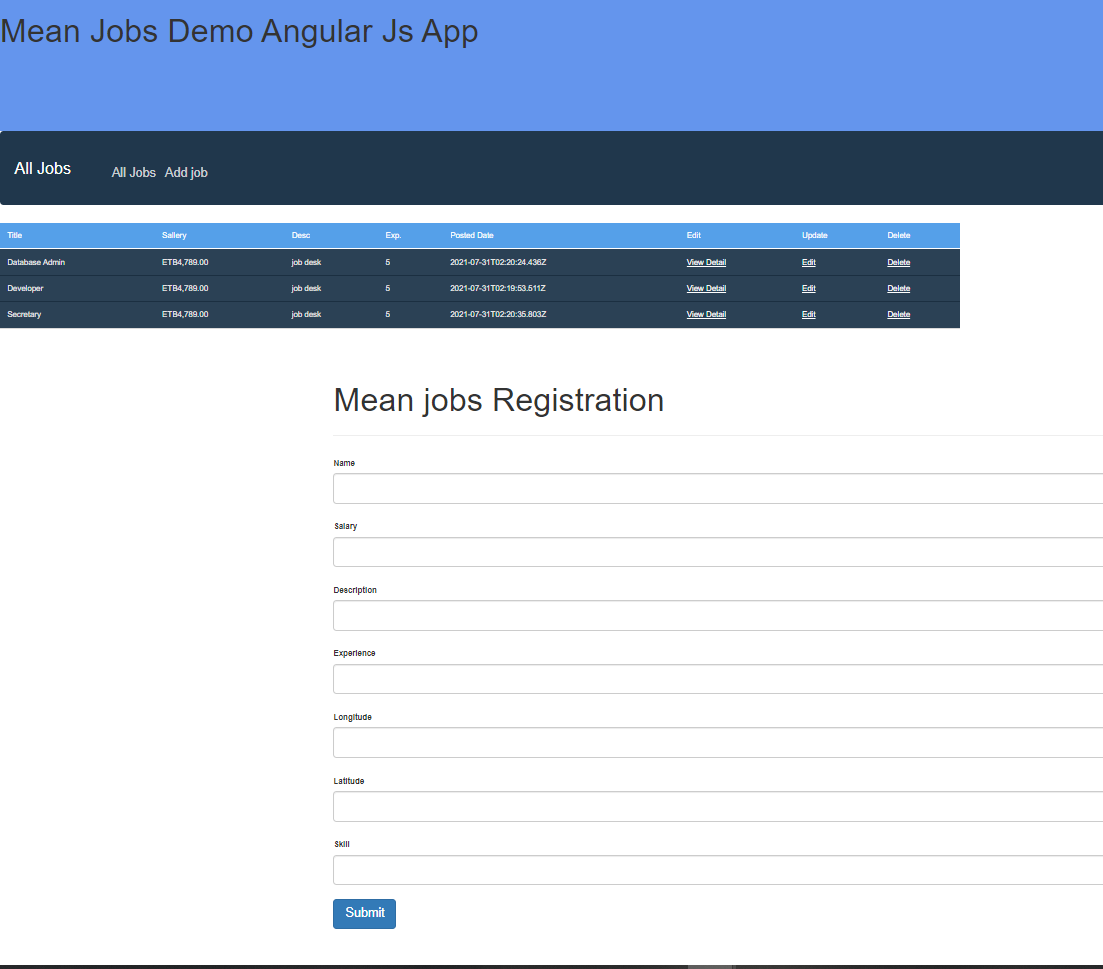 Mean Jobs Demo Angular Js App
All Jobs All Jobs Add job
Title Sallery Desc Exp. Posted Date Edit Update Delete
Database Admin ETB4,789.00 job desk 5 2021-07-31T02:20:24.436Z View Detail Edit Delete
Developer ETB4,789.00 job desk 5 2021-07-31T02:19:53.511Z View Detail Edit Delete
Secretary ETB4,789.00 job desk 5 2021-07-31T02:20:35.803Z View Detail Edit Delete
Mean jobs Registration
Name
Salary
Description
Experience
Longitude
Latitude
Skill
Submit